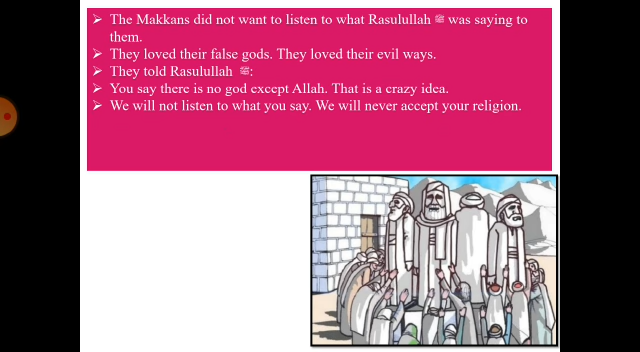 ➢ The Makkans did not want to listen to what Rasulullah ﷺ was saying to
them.
➢ They loved their false gods. They loved their evil ways.
➢ They told Rasulullah ﷺ:
➢ You say there is no god except Allah. That is a crazy idea.
➢ We will not listen to what you say. We will never accept your religion.